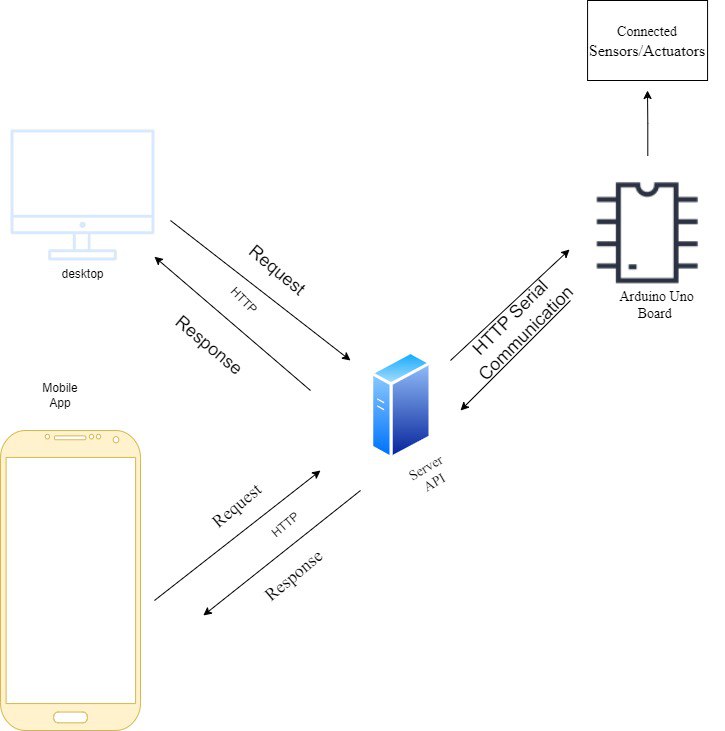 Connected
Sensors/Actuators
Arduino Uno
Board
desktop
Request
HTTP
Response
HTTP Serial
Communication
Mobile
App
Server
API
Request
HTTP
Response